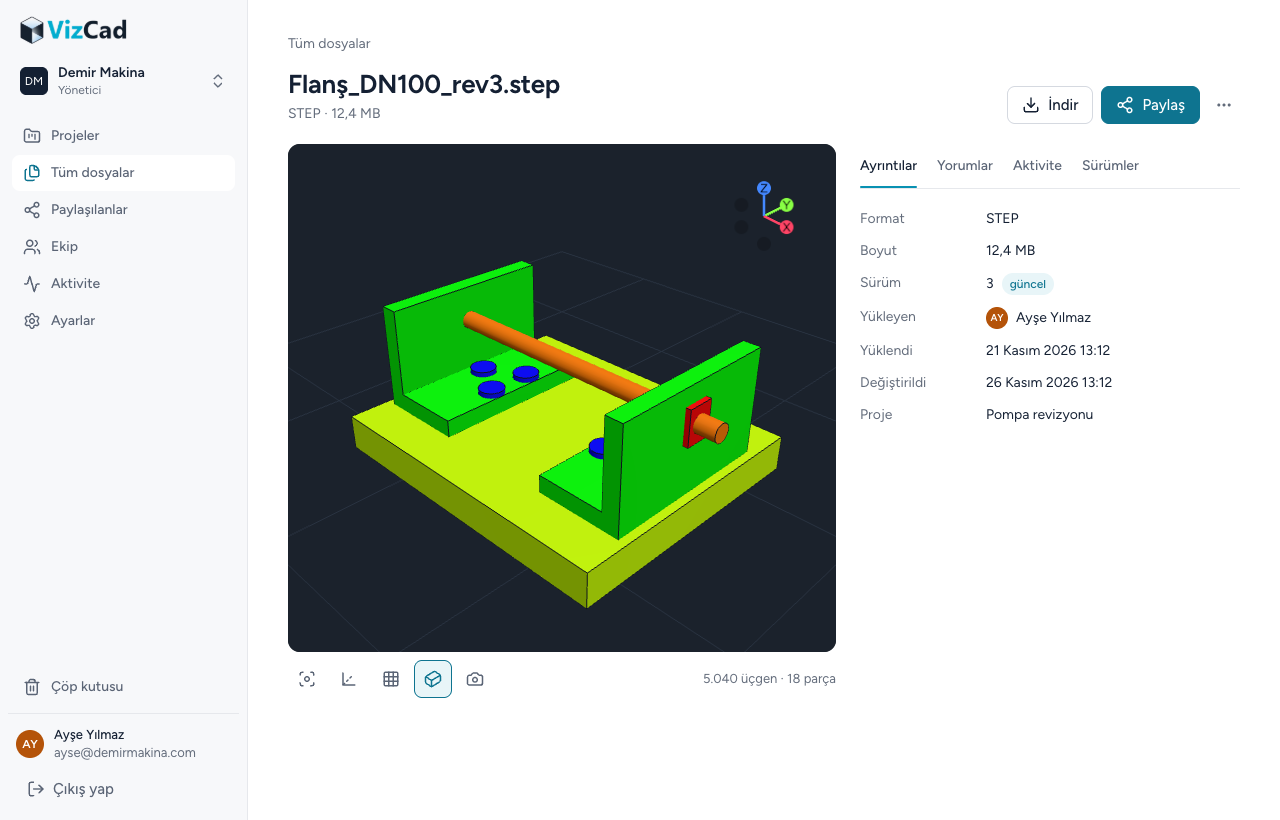 VizCad
DM
Demir Makina
Yönetici
Projeler
Tüm dosyalar
Paylaşılanlar
Ekip
Aktivite
Ayarlar
Çöp kutusu
AY
Ayşe Yılmaz
ayse@demirmakina.com
Çıkış yap
Tüm dosyalar
Flanş_DN100_rev3.step
STEP · 12,4 MB
İndir
Paylaş
Z
Y
X
5.040 üçgen · 18 parça
Ayrıntılar Yorumlar Aktivite Sürümler
Format STEP
Boyut 12,4 MB
Sürüm 3 güncel
Yükleyen AY Ayşe Yılmaz
Yüklendi 21 Kasım 2026 13:12
Değiştirildi 26 Kasım 2026 13:12
Proje Pompa revizyonu